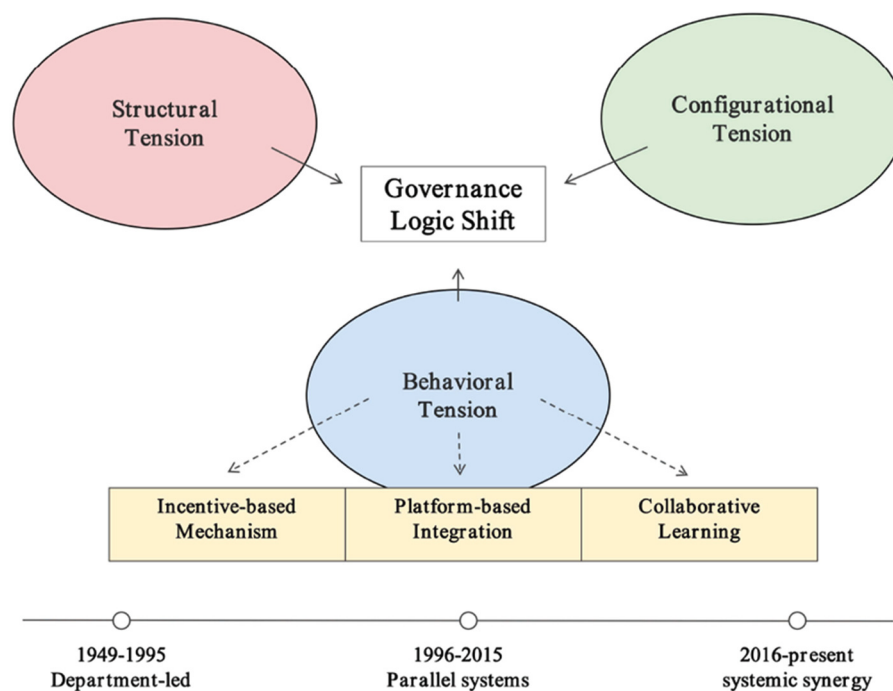 Structural
Tension
Configurational
Tension
Governance
Logic Shift
Behavioral
Tension
Incentive-based
Mechanism
Platform-based
Integration
Collaborative
Learning
1949-1995
Department-led
1996-2015
Parallel systems
2016-present
systemic synergy